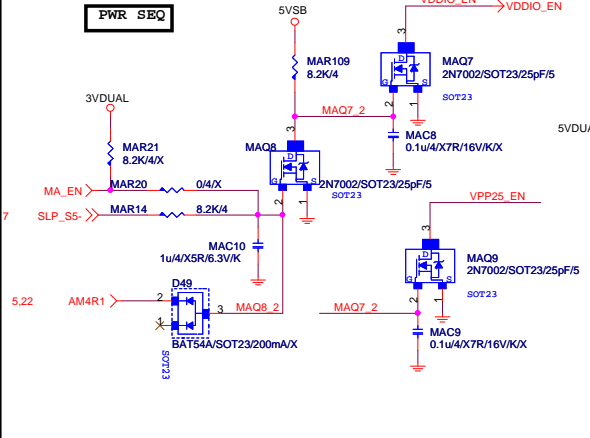 PWR SEQ
5VSB
VDDIO_EN
VDDIO_EN
3
MAR109
8.2K/4
D
G
S
MAQ7
2N7002/SOT23/25pF/5
SOT23
2
1
3VDUAL
MAQ7_2
MAC8
0.1u/4/X7R/16V/K/X
5VDUA
MAR21
8.2K/4/X
3
MAQ8
D
G
S
2N7002/SOT23/25pF/5
SOT23
2
1
MA_EN
MAR20
0/4/X
7
SLP_S5-
MAR14
8.2K/4
VPP25_EN
3
MAC10
1u/4/X5R/6.3V/K
D
G
S
MAQ9
2N7002/SOT23/25pF/5
SOT23
2
1
D49
5,22
AM4R1
2
3
MAQ8_2
MAQ7_2
1
MAC9
0.1u/4/X7R/16V/K/X
BAT54A/SOT23/200mA/X
SOT23